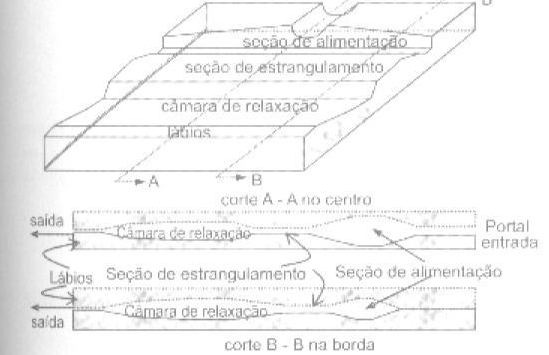 B
seção de alimentação
seção de estrangulamento
câmara de relaxação
lábios
A
B
corte A - A no centro
saída
Câmara de relaxação
Portal
entrada
Lábios
Seção de estrangulamento
Seção de alimentação
Câmara de relaxação
saída
corte B - B na borda